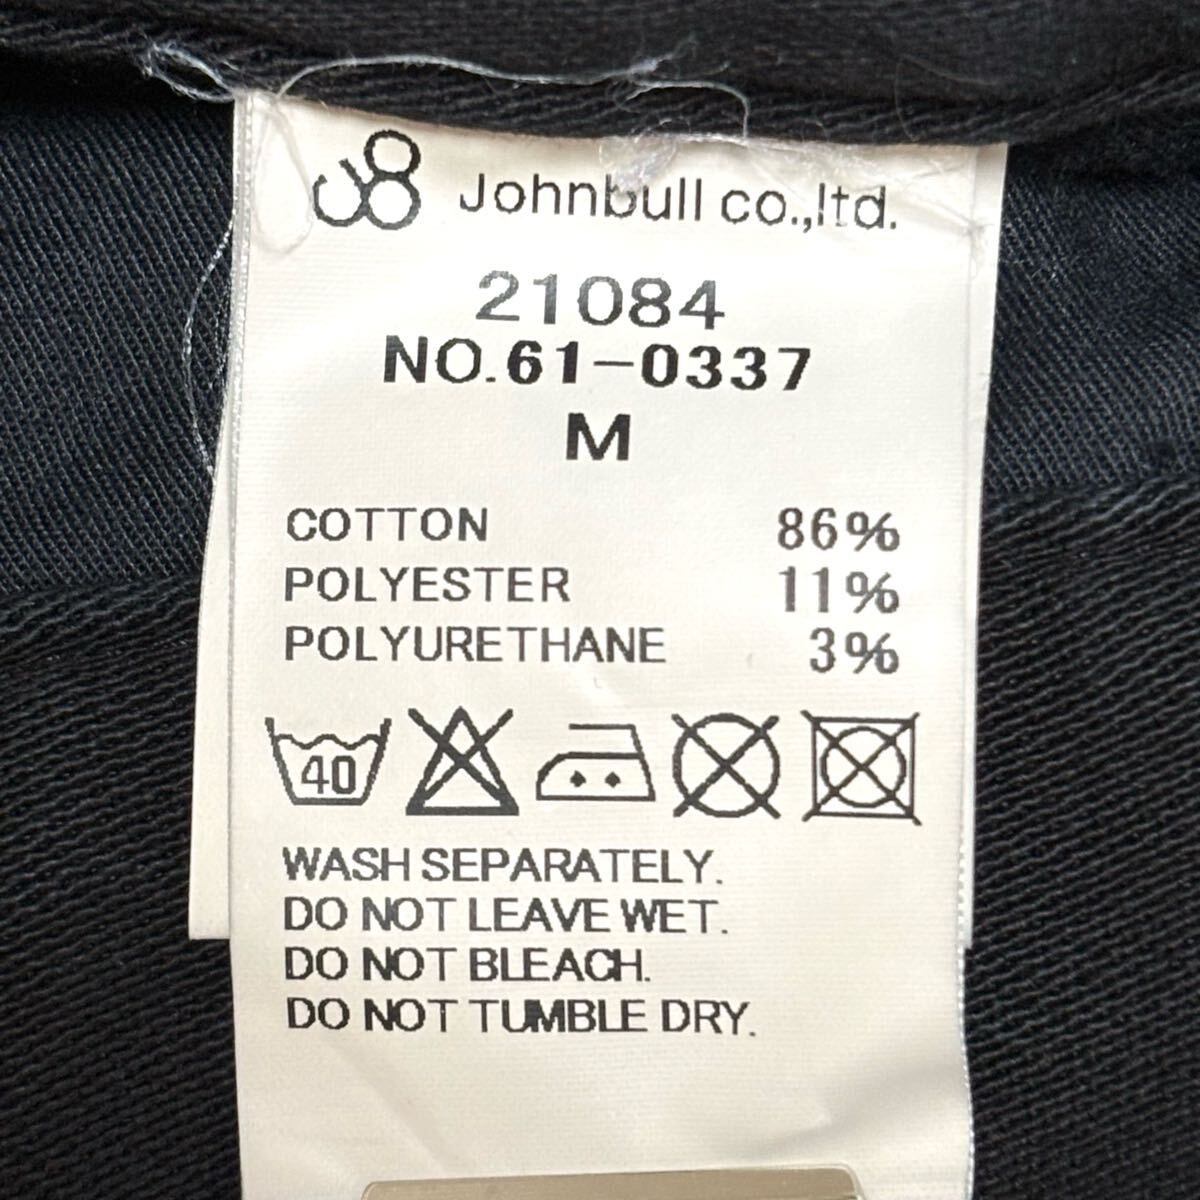 Johnbull co.,ltd.
21084
NO.61-0337
M
COTTON 86%
POLYESTER 11%
POLYURETHANE 3%
40
WASH SEPARATELY.
DO NOT LEAVE WET.
DO NOT BLEACH.
DO NOT TUMBLE DRY.